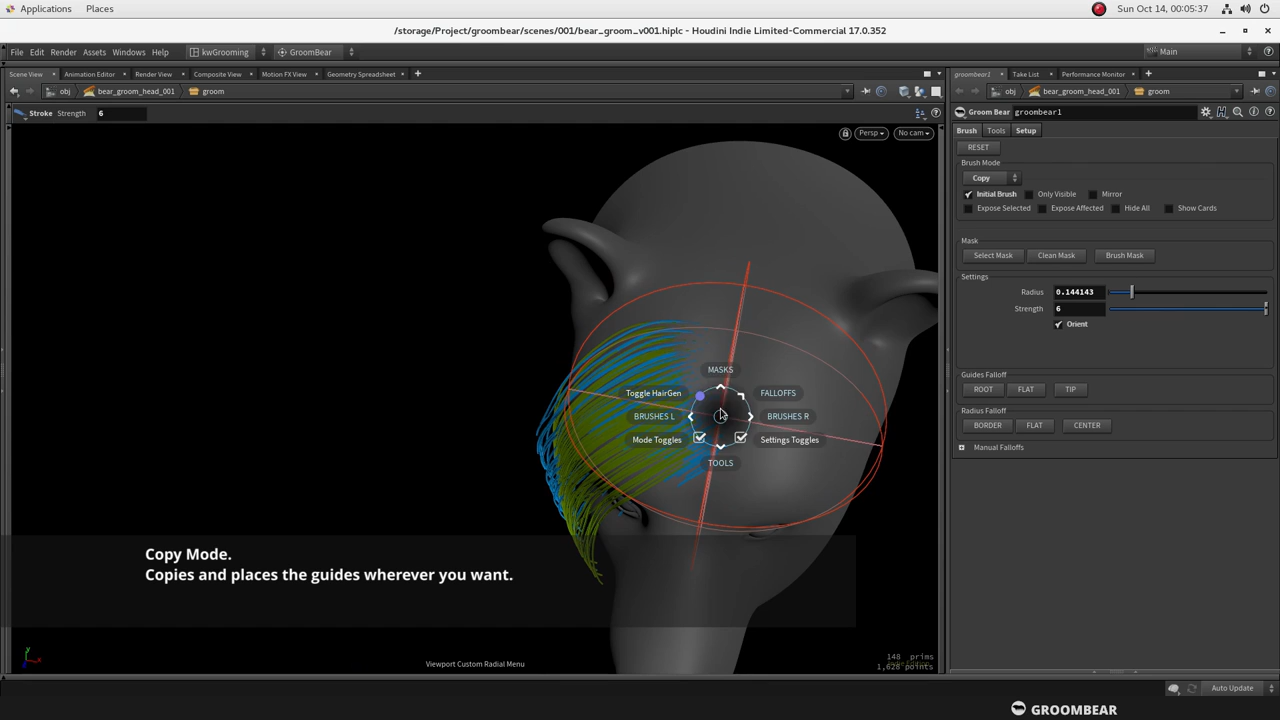 Applications Places Sun Oct 14, 00:05:37
/storage/Project/groombear/scenes/001/bear_groom_v001.hiplc - Houdini Indie Limited-Commercial 17.0.352
File Edit Render Assets Windows Help kwGrooming GroomBear Main
Scene View Animation Editor Render View Composite View Motion FX View Geometry Spreadsheet
groombear1 Take List Performance Monitor
obj bear_groom_head_001 groom
obj bear_groom_head_001 groom
Stroke Strength 6
Groom Bear groombear1
Persp No cam
Brush Tools Setup
RESET
Brush Mode
Copy
Initial Brush Only Visible Mirror
Expose Selected Expose Affected Hide All Show Cards
Mask
Select Mask Clean Mask Brush Mask
Settings
Radius 0.144143
Strength 6
Orient
Guides Falloff
ROOT FLAT TIP
Radius Falloff
BORDER FLAT CENTER
Manual Falloffs
MASKS
Toggle HairGen FALLOFFS
BRUSHES L BRUSHES R
Mode Toggles Settings Toggles
TOOLS
Copy Mode.
Copies and places the guides wherever you want.
Viewport Custom Radial Menu
148 prims
1,628 points
y
x
Auto Update
GROOMBEAR